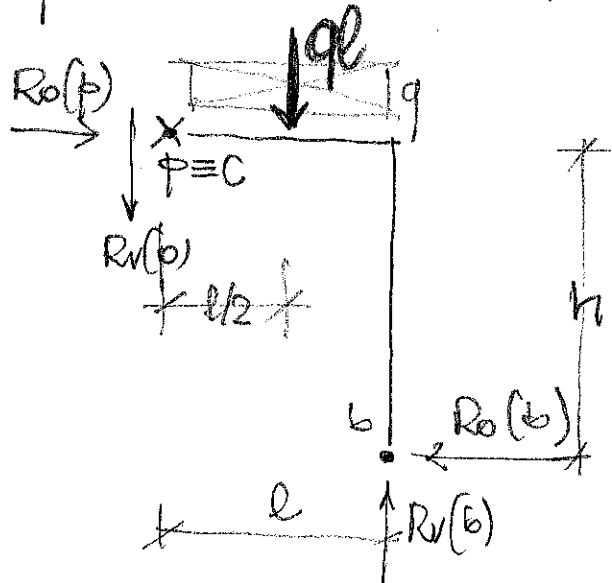 ql
Ro(p)
q
p≡C
Rv(p)
l/2
h
b
Ro(b)
l
Rv(b)